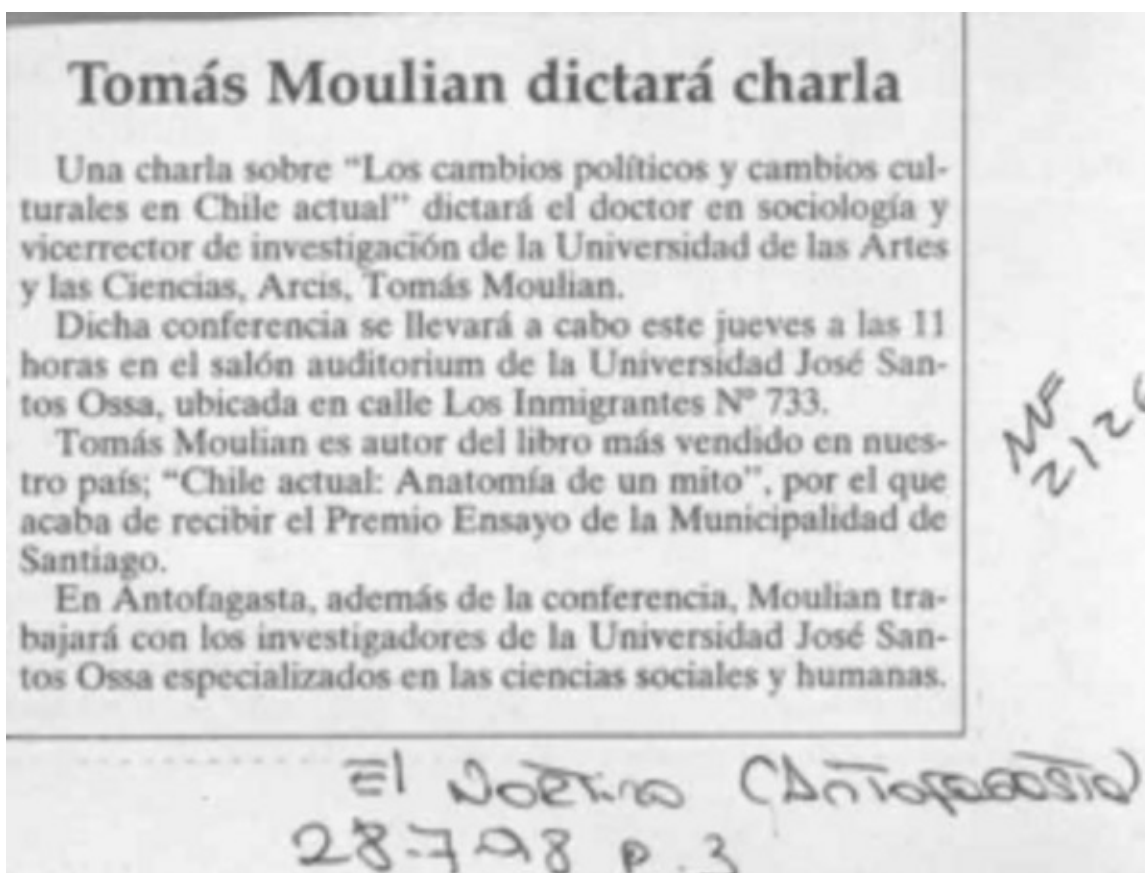 Tomás Moulian dictará charla
Una charla sobre “Los cambios políticos y cambios cul-
turales en Chile actual” dictará el doctor en sociología y
vicerrector de investigación de la Universidad de las Artes
y las Ciencias, Arcis, Tomás Moulian.
Dicha conferencia se llevará a cabo este jueves a las 11
horas en el salón auditorium de la Universidad José San-
tos Ossa, ubicada en calle Los Inmigrantes Nº 733.
Tomás Moulian es autor del libro más vendido en nues-
tro país; “Chile actual: Anatomía de un mito”, por el que
acaba de recibir el Premio Ensayo de la Municipalidad de
Santiago.
En Antofagasta, además de la conferencia, Moulian tra-
bajará con los investigadores de la Universidad José San-
tos Ossa especializados en las ciencias sociales y humanas.
El Nortino (Antofagasta)
28-7-98 p. 3